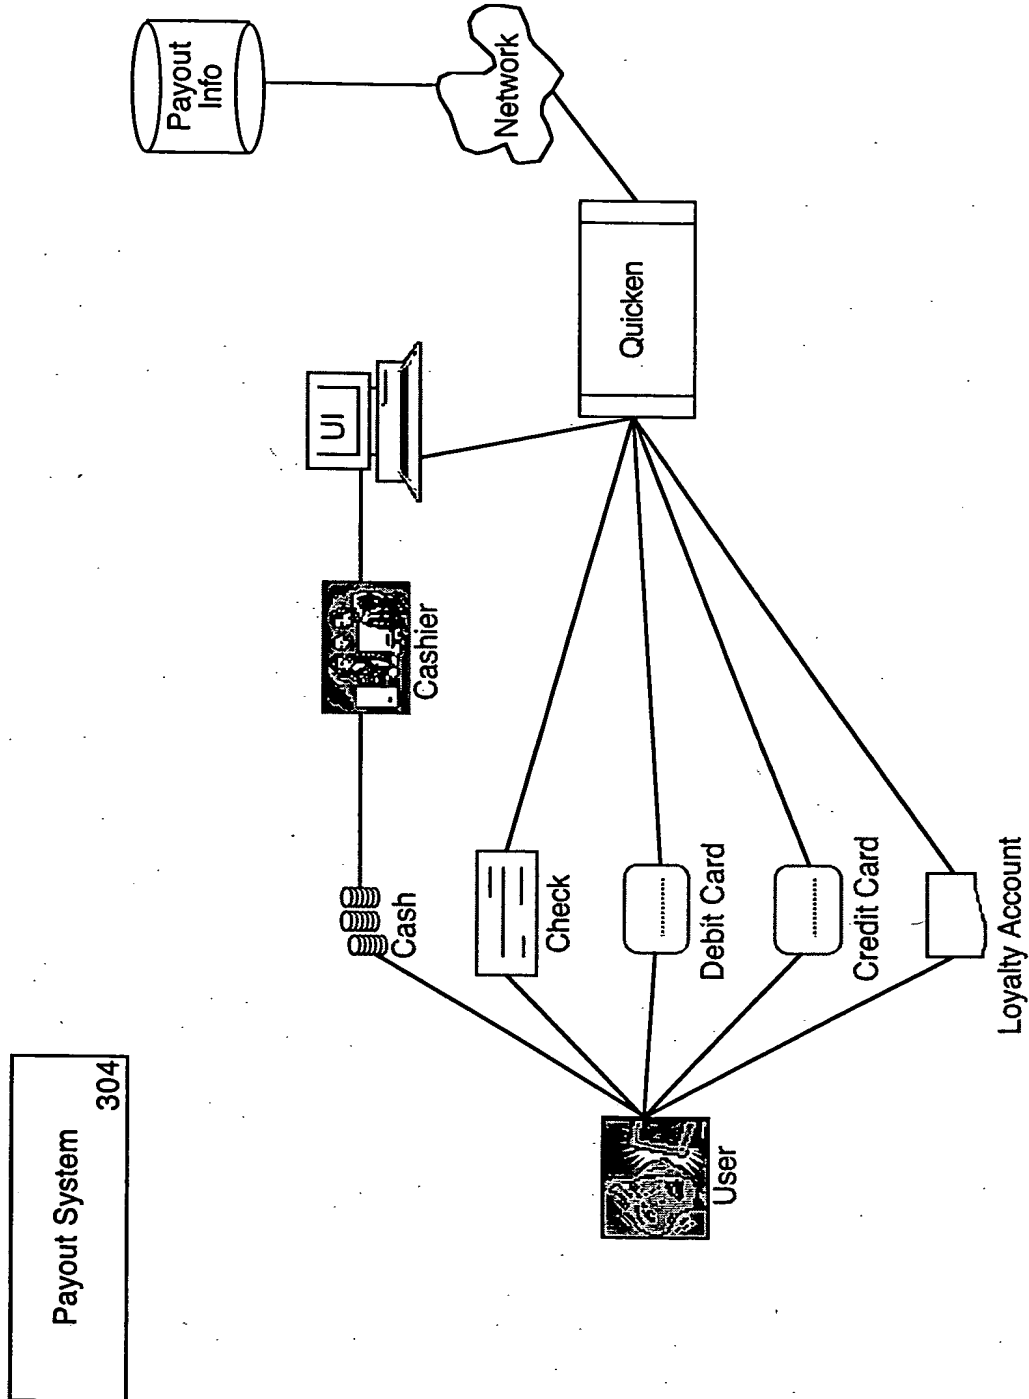 Payout System
304
User
Cash
Check
Debit Card
Credit Card
Loyalty Account
Cashier
UI
Quicken
Network
Payout
Info